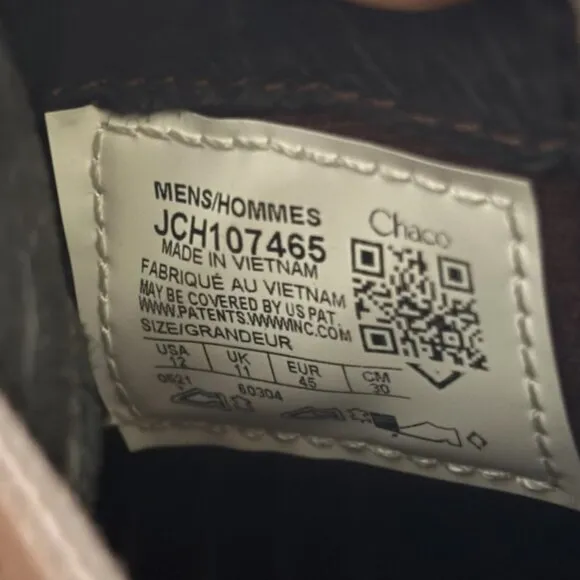 Chaco
MENS/HOMMES
JCH107465
MADE IN VIETNAM
FABRIQUÉ AU VIETNAM
MAY BE COVERED BY US PAT.
WWW.PATENTS.WWWINC.COM
SIZE/GRANDEUR
USA UK EUR CM
12 11 45 30
0521 60304